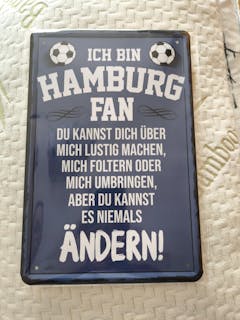 ICH BIN
HAMBURG
FAN
DU KANNST DICH ÜBER
MICH LUSTIG MACHEN,
MICH FOLTERN ODER
MICH UMBRINGEN,
ABER DU KANNST
ES NIEMALS
ÄNDERN!